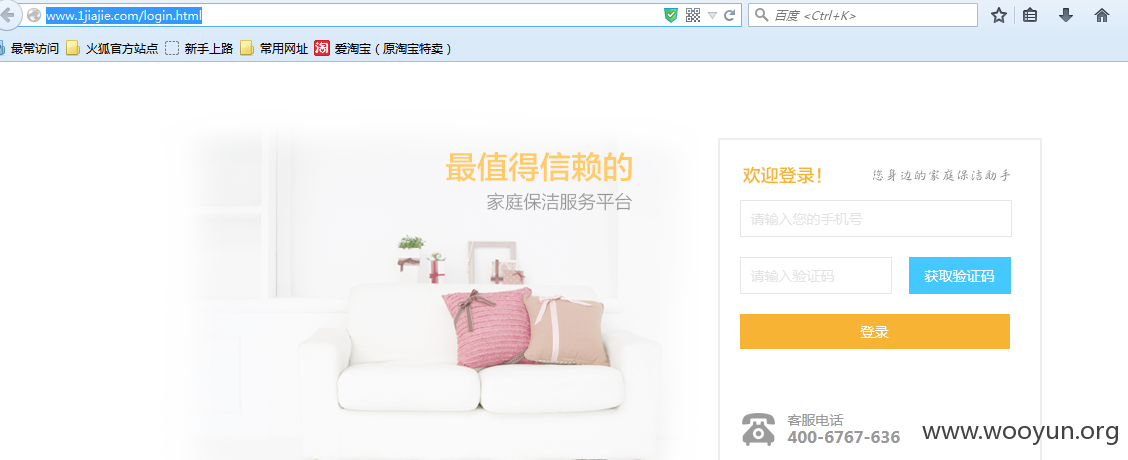 www.1jiajie.com/login.html
百度 <Ctrl+K>
最常访问 火狐官方站点 新手上路 常用网址 淘 爱淘宝（原淘宝特卖）
最值得信赖的
家庭保洁服务平台
欢迎登录！ 您身边的家庭保洁助手
请输入您的手机号
请输入验证码 获取验证码
登录
客服电话
400-6767-636
www.wooyun.org